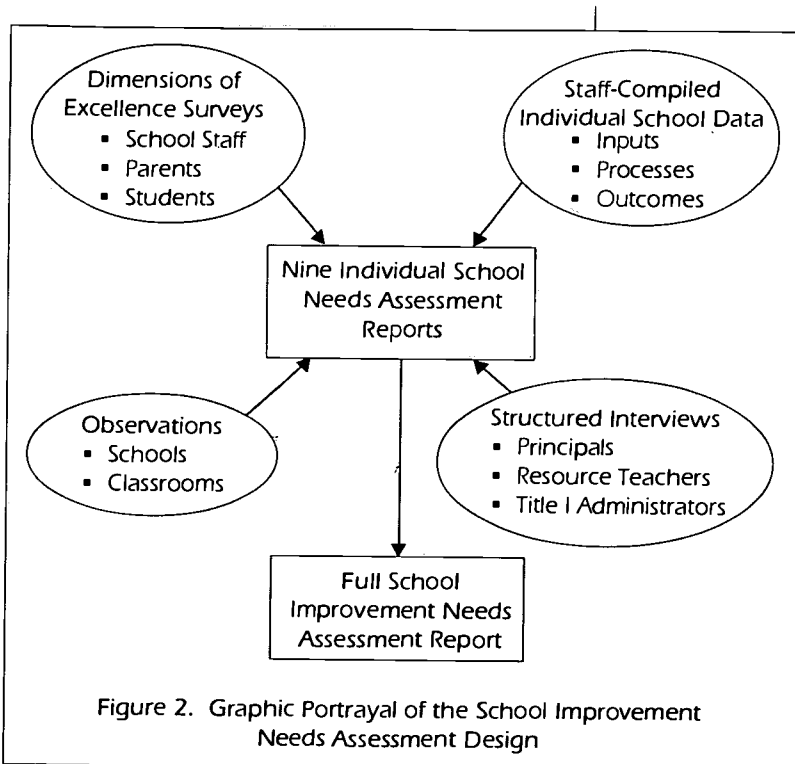 Dimensions of
Excellence Surveys
▪ School Staff
▪ Parents
▪ Students
Staff-Compiled
Individual School Data
▪ Inputs
▪ Processes
▪ Outcomes
Nine Individual School
Needs Assessment
Reports
Observations
▪ Schools
▪ Classrooms
Structured Interviews
▪ Principals
▪ Resource Teachers
▪ Title I Administrators
Full School
Improvement Needs
Assessment Report
Figure 2. Graphic Portrayal of the School Improvement
Needs Assessment Design